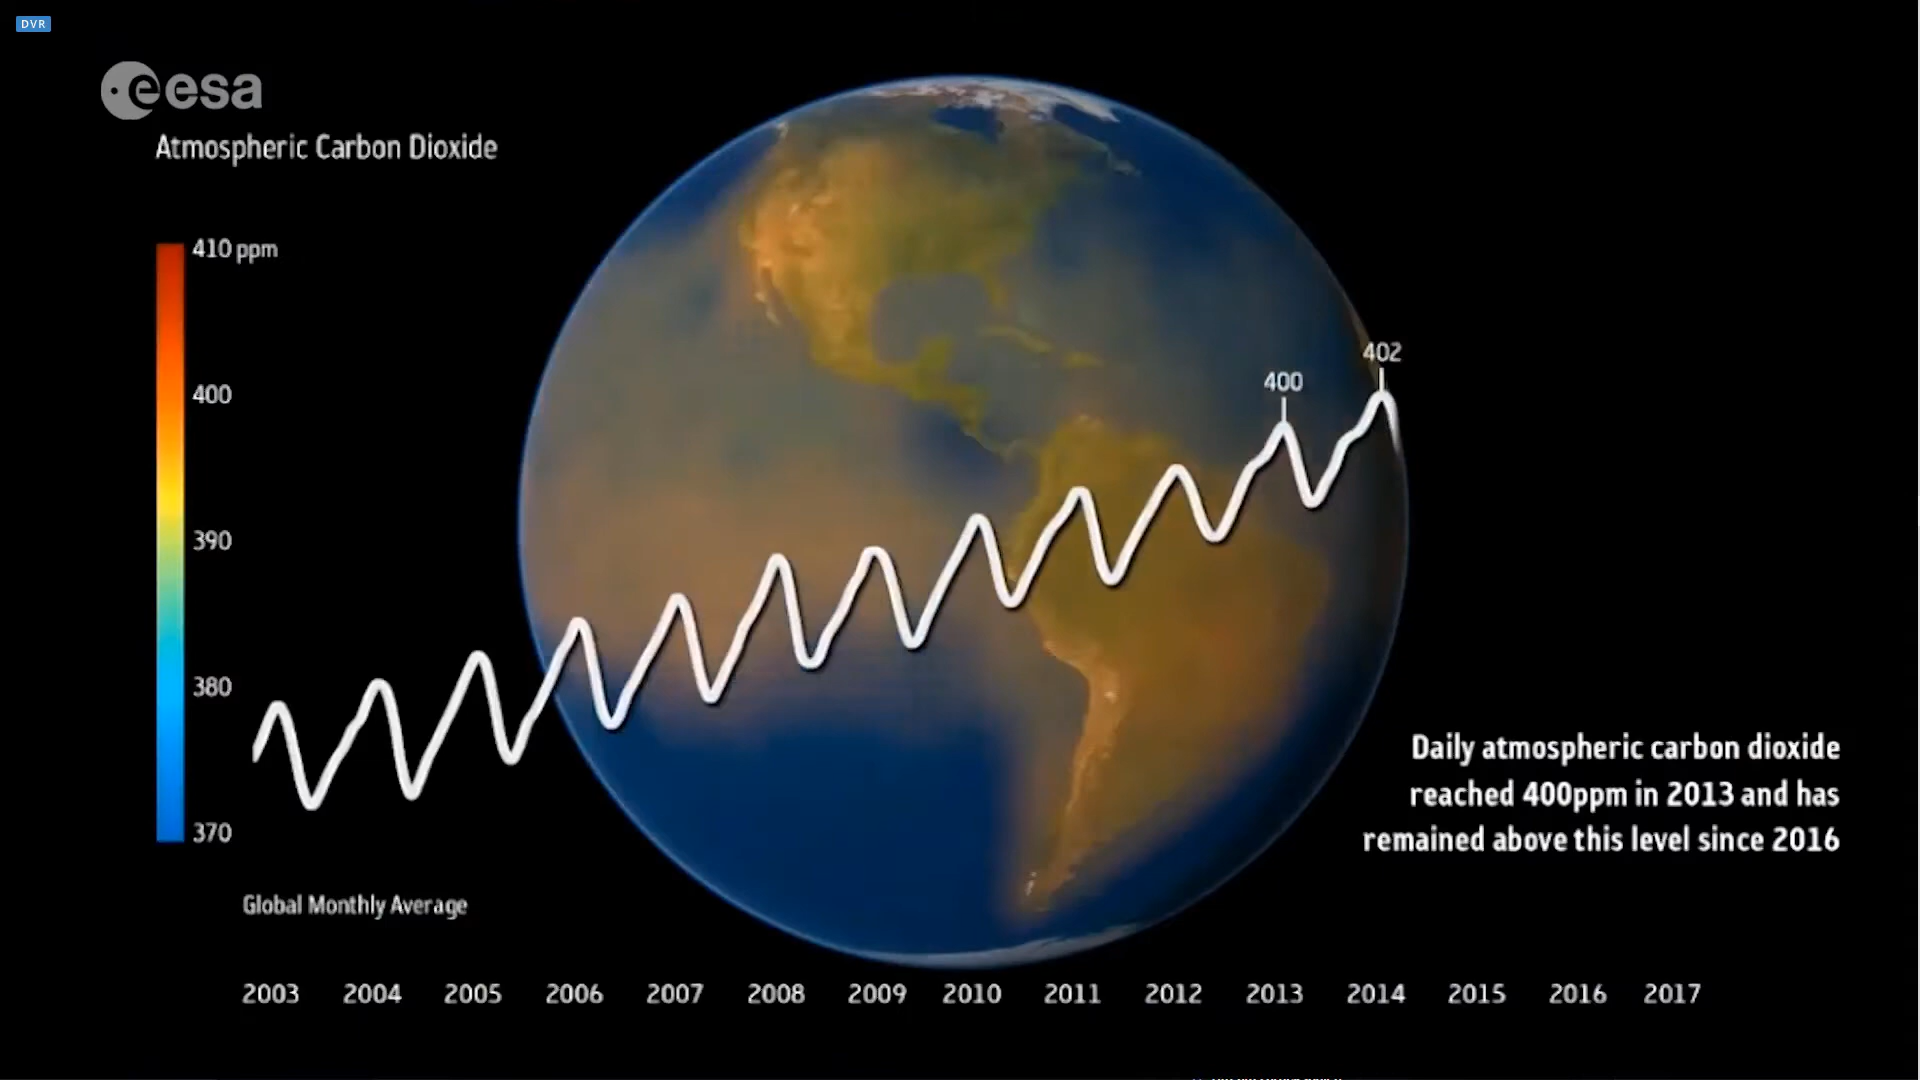 DVR
esa
Atmospheric Carbon Dioxide
410 ppm
400
390
380
370
400
402
Daily atmospheric carbon dioxide
reached 400ppm in 2013 and has
remained above this level since 2016
Global Monthly Average
2003 2004 2005 2006 2007 2008 2009 2010 2011 2012 2013 2014 2015 2016 2017